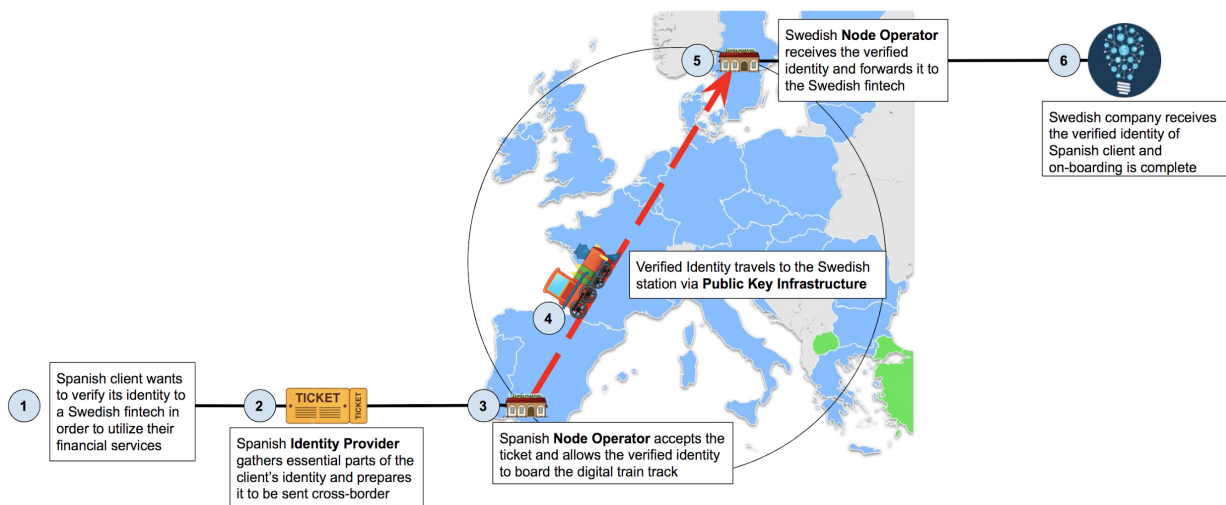 1
Spanish client wants
to verify its identity to
a Swedish fintech in
order to utilize their
financial services
2
TICKET
TICKET
Spanish Identity Provider
gathers essential parts of the
client's identity and prepares
it to be sent cross-border
3
Spanish Node Operator accepts the
ticket and allows the verified identity
to board the digital train track
4
Verified Identity travels to the Swedish
station via Public Key Infrastructure
5
Swedish Node Operator
receives the verified
identity and forwards it to
the Swedish fintech
6
Swedish company receives
the verified identity of
Spanish client and
on-boarding is complete